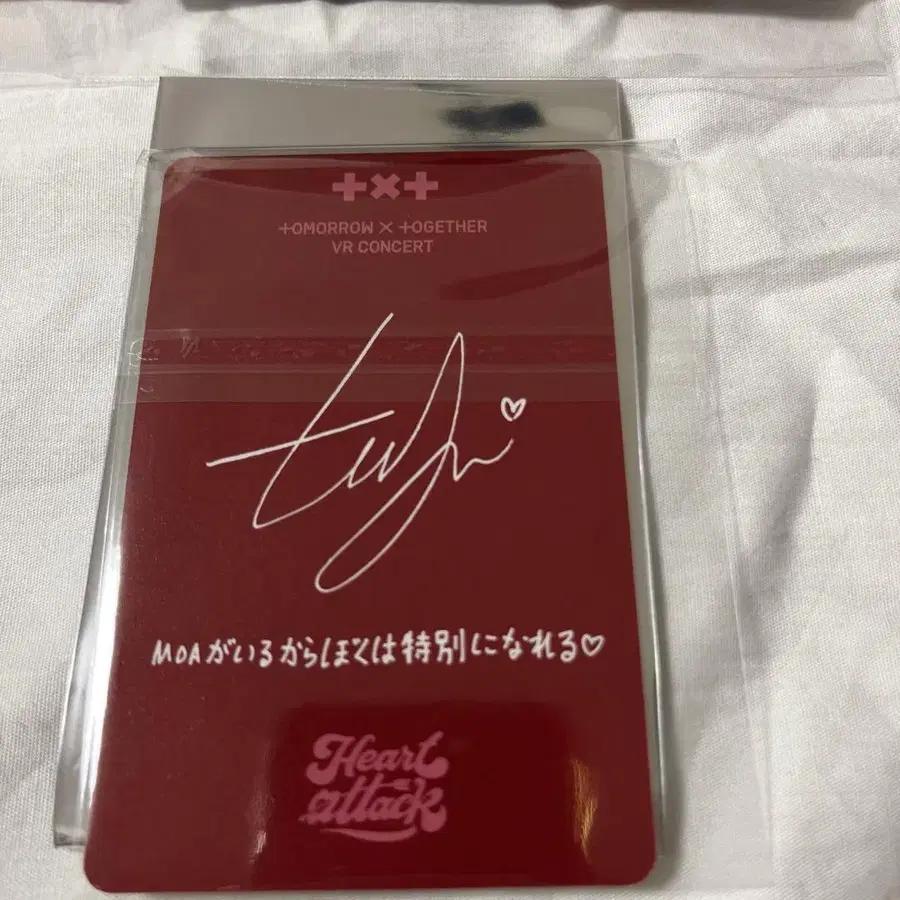 +×+
+OMORROW × +OGETHER
VR CONCERT
MOAがいるからぼくは特別になれる♡
Heart
attack